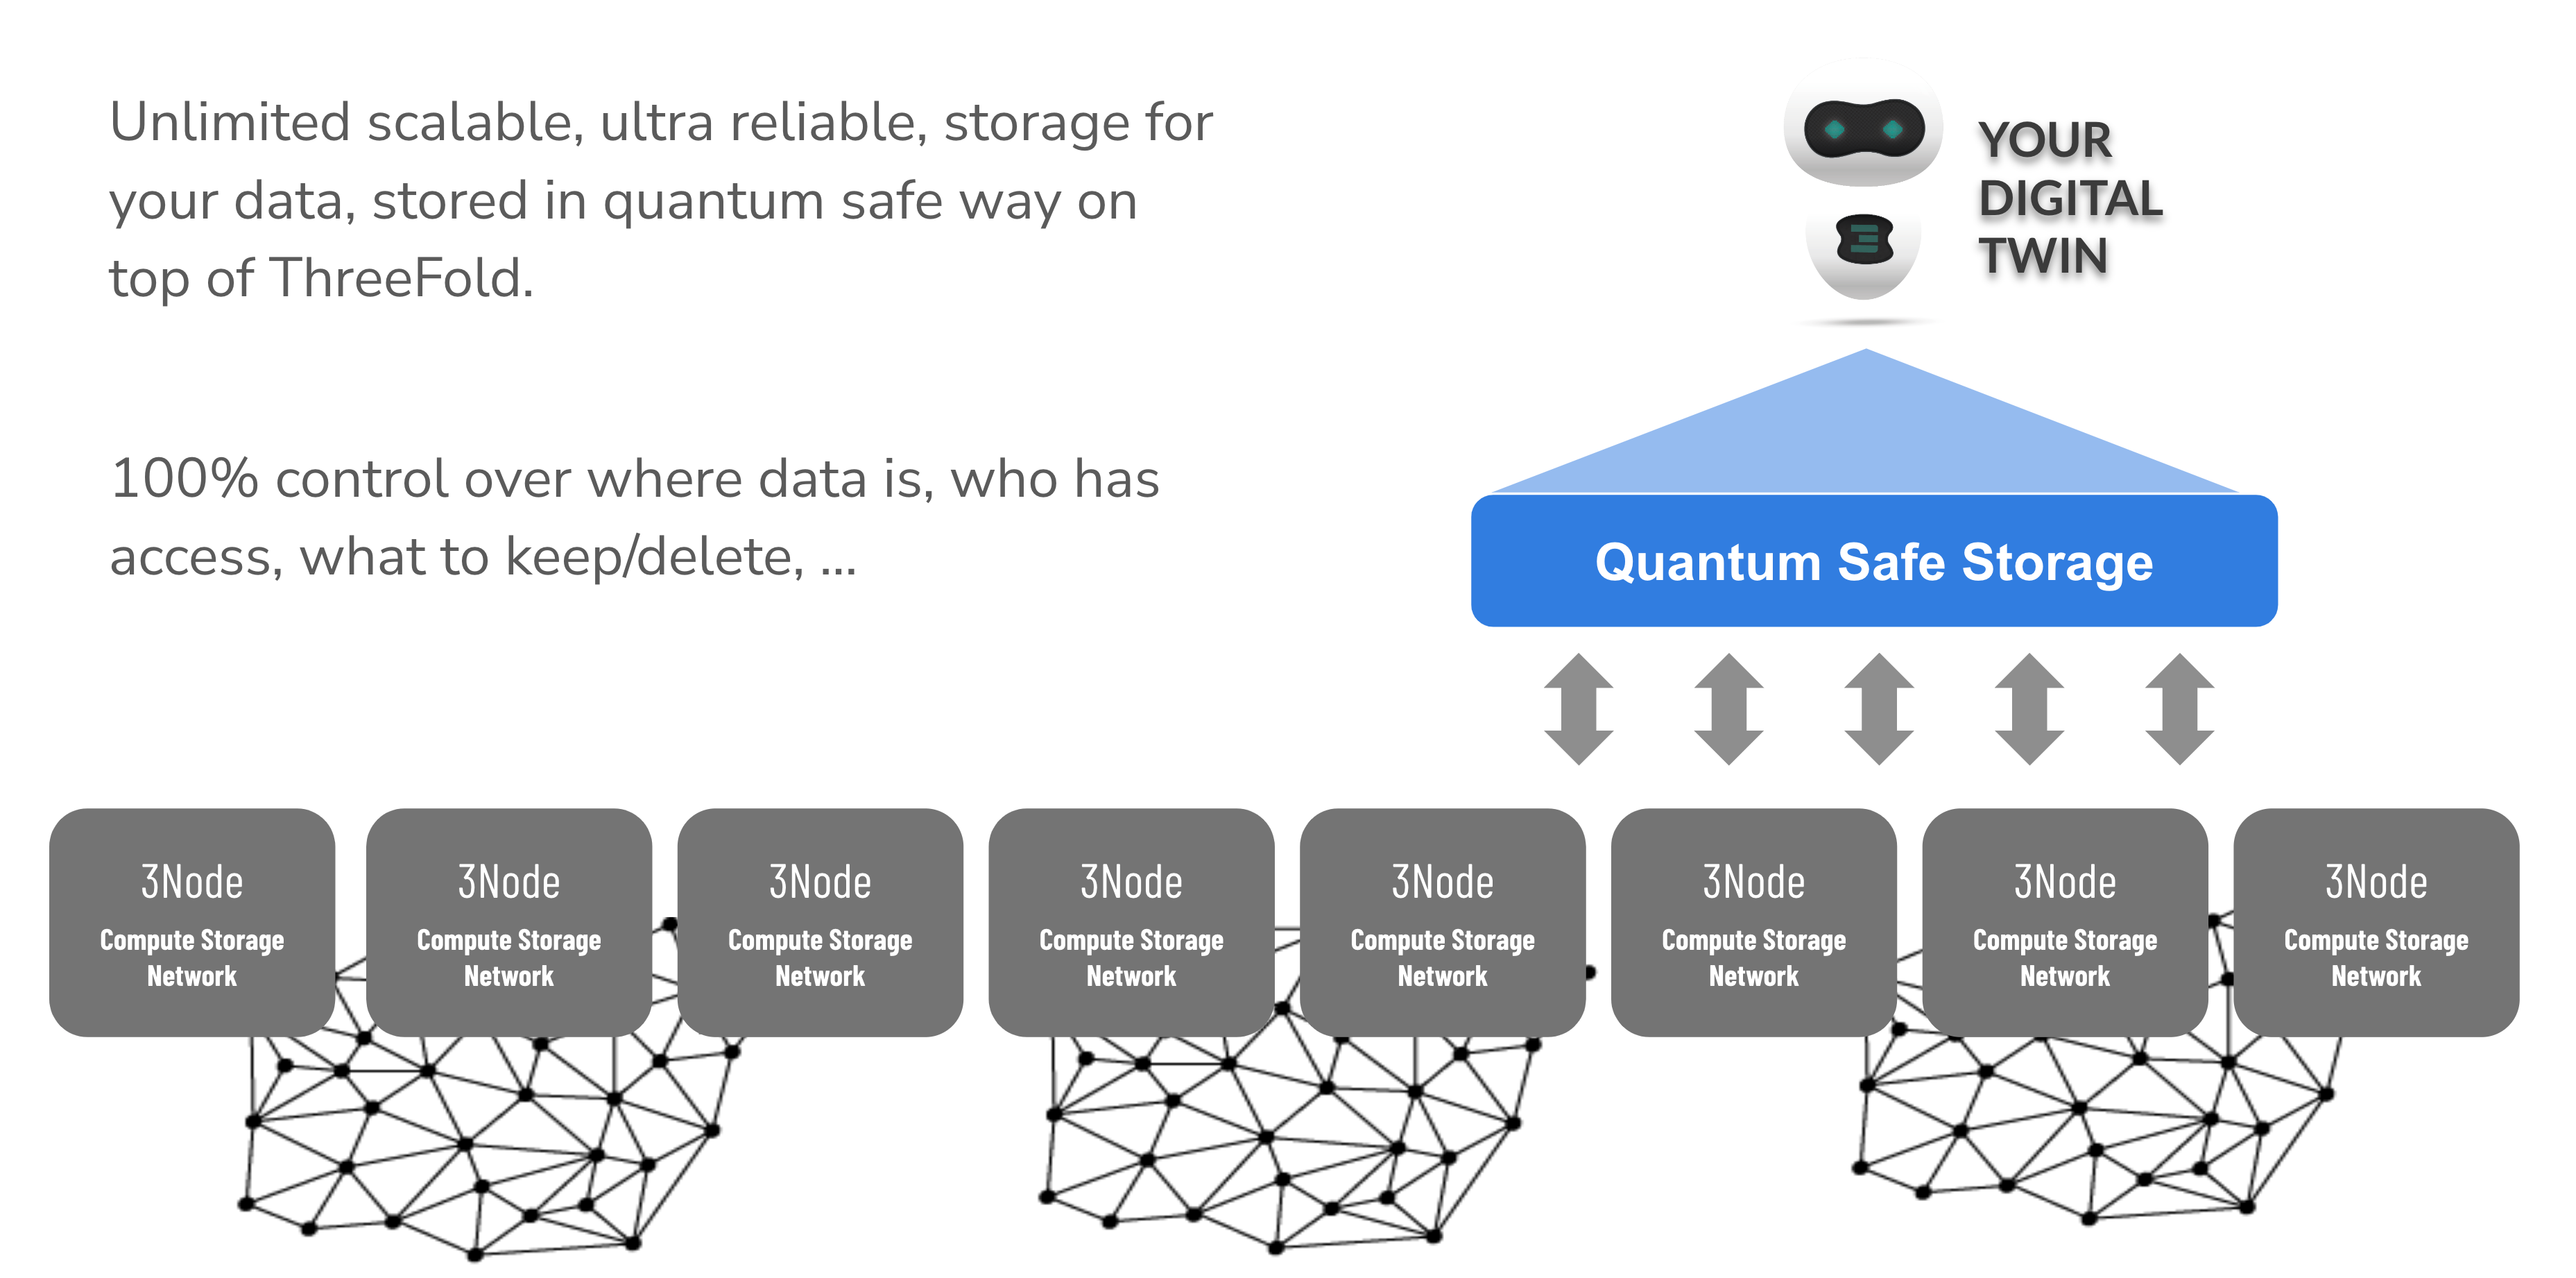 Unlimited scalable, ultra reliable, storage for
your data, stored in quantum safe way on
top of ThreeFold.
100% control over where data is, who has
access, what to keep/delete, ...
YOUR
DIGITAL
TWIN
Quantum Safe Storage
3Node
Compute Storage
Network
3Node
Compute Storage
Network
3Node
Compute Storage
Network
3Node
Compute Storage
Network
3Node
Compute Storage
Network
3Node
Compute Storage
Network
3Node
Compute Storage
Network
3Node
Compute Storage
Network